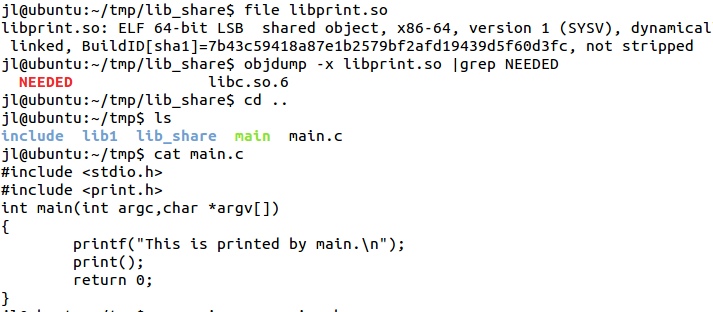 jl@ubuntu:~/tmp/lib_share$ file libprint.so
libprint.so: ELF 64-bit LSB  shared object, x86-64, version 1 (SYSV), dynamical
 linked, BuildID[sha1]=7b43c59418a87e1b2579bf2afd19439d5f60d3fc, not stripped
jl@ubuntu:~/tmp/lib_share$ objdump -x libprint.so |grep NEEDED
  NEEDED               libc.so.6
jl@ubuntu:~/tmp/lib_share$ cd ..
jl@ubuntu:~/tmp$ ls
include  lib1  lib_share  main  main.c
jl@ubuntu:~/tmp$ cat main.c
#include <stdio.h>
#include <print.h>
int main(int argc,char *argv[])
{
        printf("This is printed by main.\n");
        print();
        return 0;
}